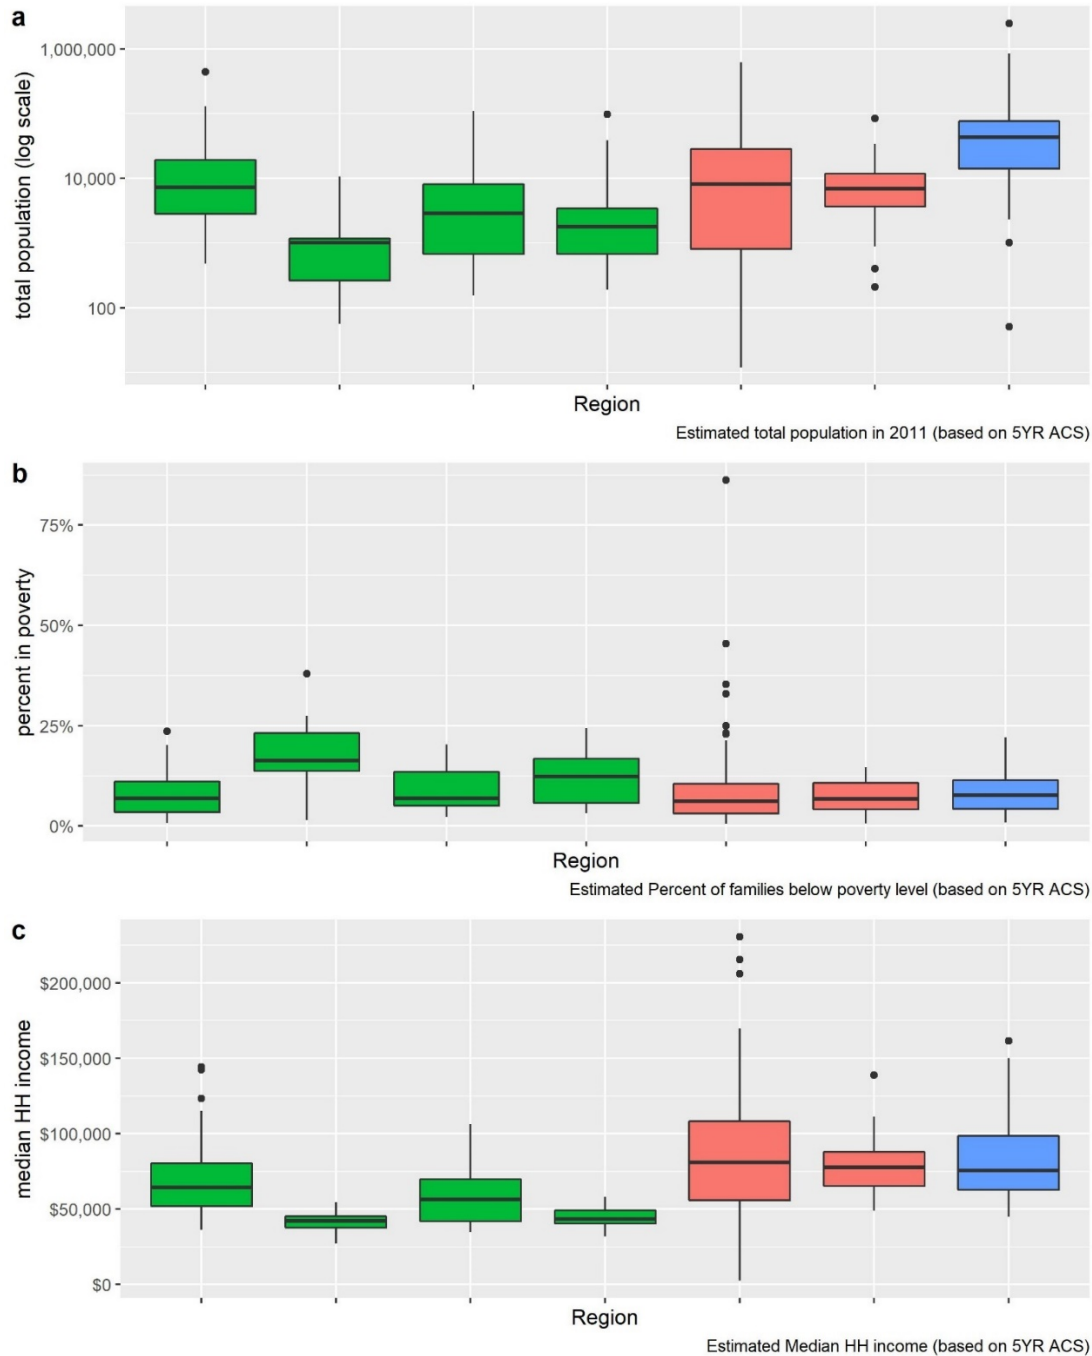 a
1,000,000
10,000
100
total population (log scale)
Region
Estimated total population in 2011 (based on 5YR ACS)
b
75%
50%
25%
0%
percent in poverty
Region
Estimated Percent of families below poverty level (based on 5YR ACS)
c
$200,000
$150,000
$100,000
$50,000
$0
median HH income
Region
Estimated Median HH income (based on 5YR ACS)